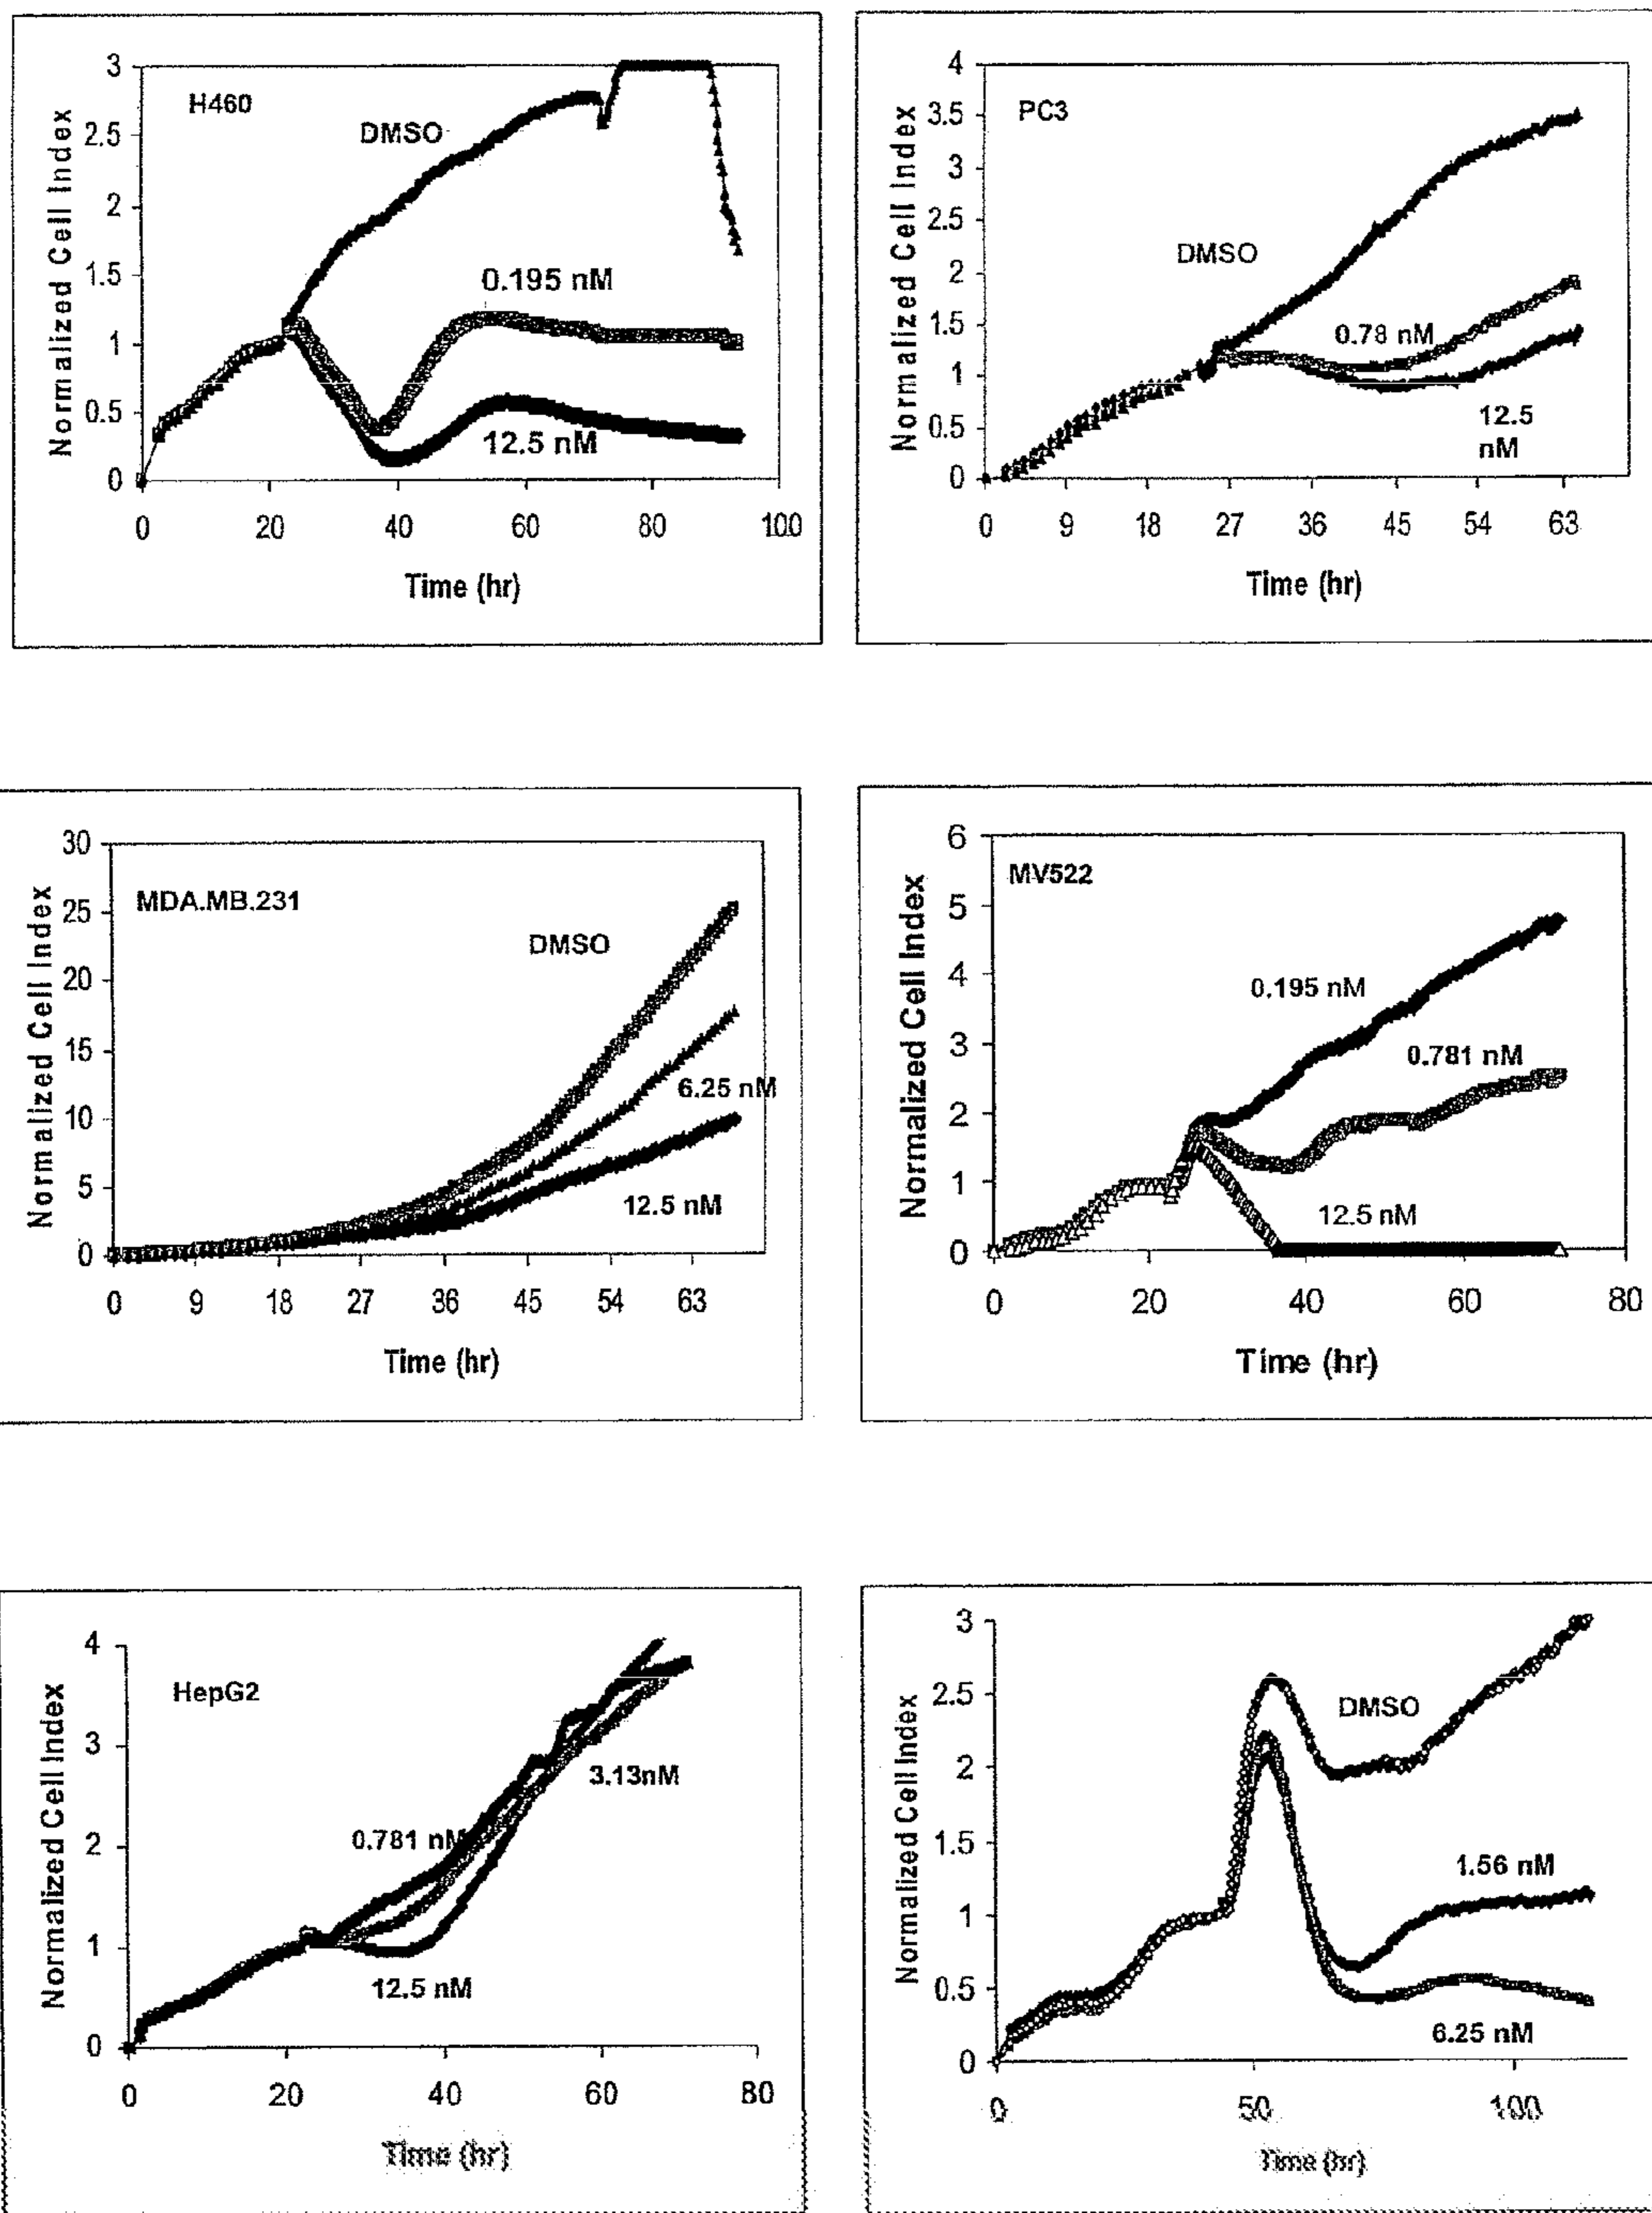 H460
DMSO
0.195 nM
12.5 nM
Normalized Cell Index
3
2.5
2
1.5
1
0.5
0
0 20 40 60 80 100
Time (hr)
PC3
DMSO
0.78 nM
12.5
nM
Normalized Cell Index
4
3.5
3
2.5
2
1.5
1
0.5
0
0 9 18 27 36 45 54 63
Time (hr)
MDA.MB.231
DMSO
6.25 nM
12.5 nM
Normalized Cell Index
30
25
20
15
10
5
0
0 9 18 27 36 45 54 63
Time (hr)
MV522
0.195 nM
0.781 nM
12.5 nM
Normalized Cell Index
6
5
4
3
2
1
0
0 20 40 60 80
Time (hr)
HepG2
0.781 nM
3.13nM
12.5 nM
Normalized Cell Index
4
3
2
1
0
0 20 40 60 80
Time (hr)
DMSO
1.56 nM
6.25 nM
Normalized Cell Index
3
2.5
2
1.5
1
0.5
0
0 50 100
Time (hr)